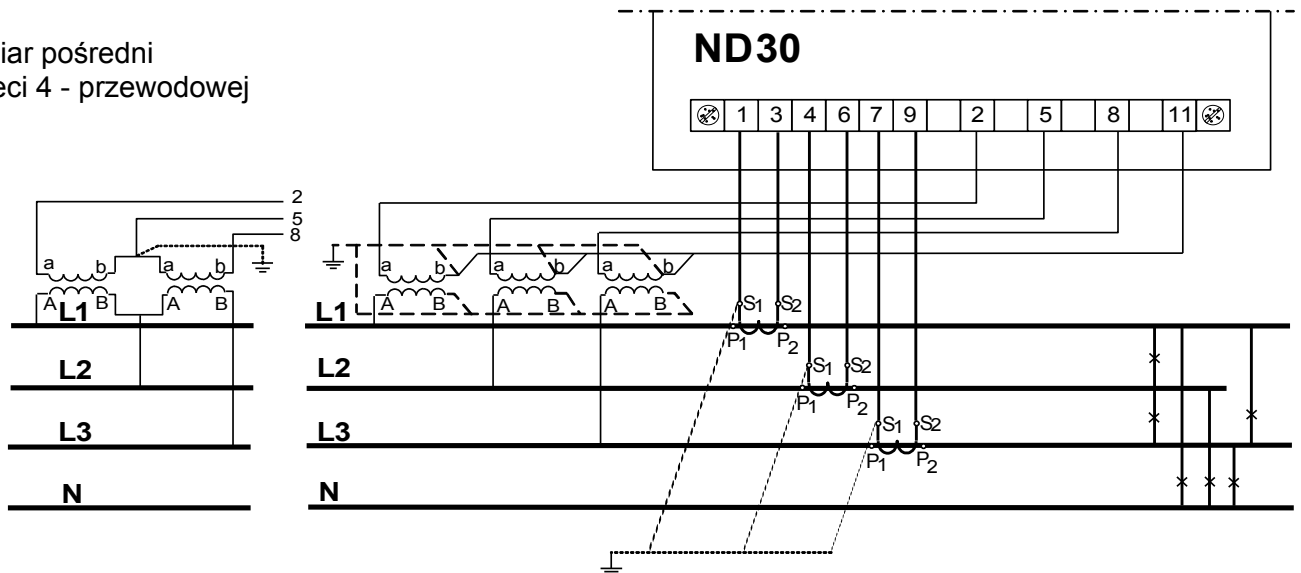 iar pośredni
eci 4 - przewodowej
ND30
1 3 4 6 7 9 2 5 8 11
2
5
8
a b a b
A B A B
a b a b a b
A B A B A B
L1
L2
L3
N
L1
L2
L3
N
S1 S2
P1 P2
S1 S2
P1 P2
S1 S2
P1 P2